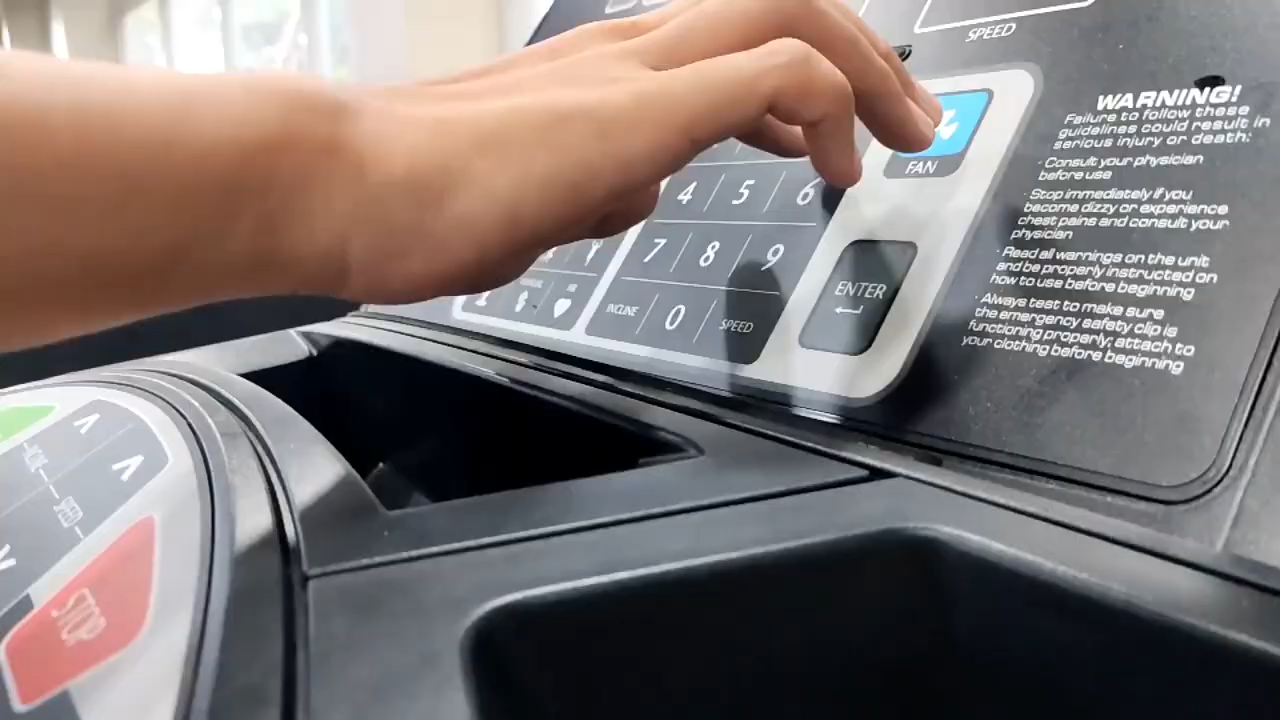 SPEED
WARNING!
Failure to follow these
guidelines could result in
serious injury or death:
· Consult your physician
before use
· Stop immediately if you
become dizzy or experience
chest pains and consult your
physician
· Read all warnings on the unit
and be properly instructed on
how to use before beginning
· Always test to make sure
the emergency safety clip is
functioning properly; attach to
your clothing before beginning
FAN
4 5 6
7 8 9
INCLINE 0 SPEED
ENTER
SPEED
STOP